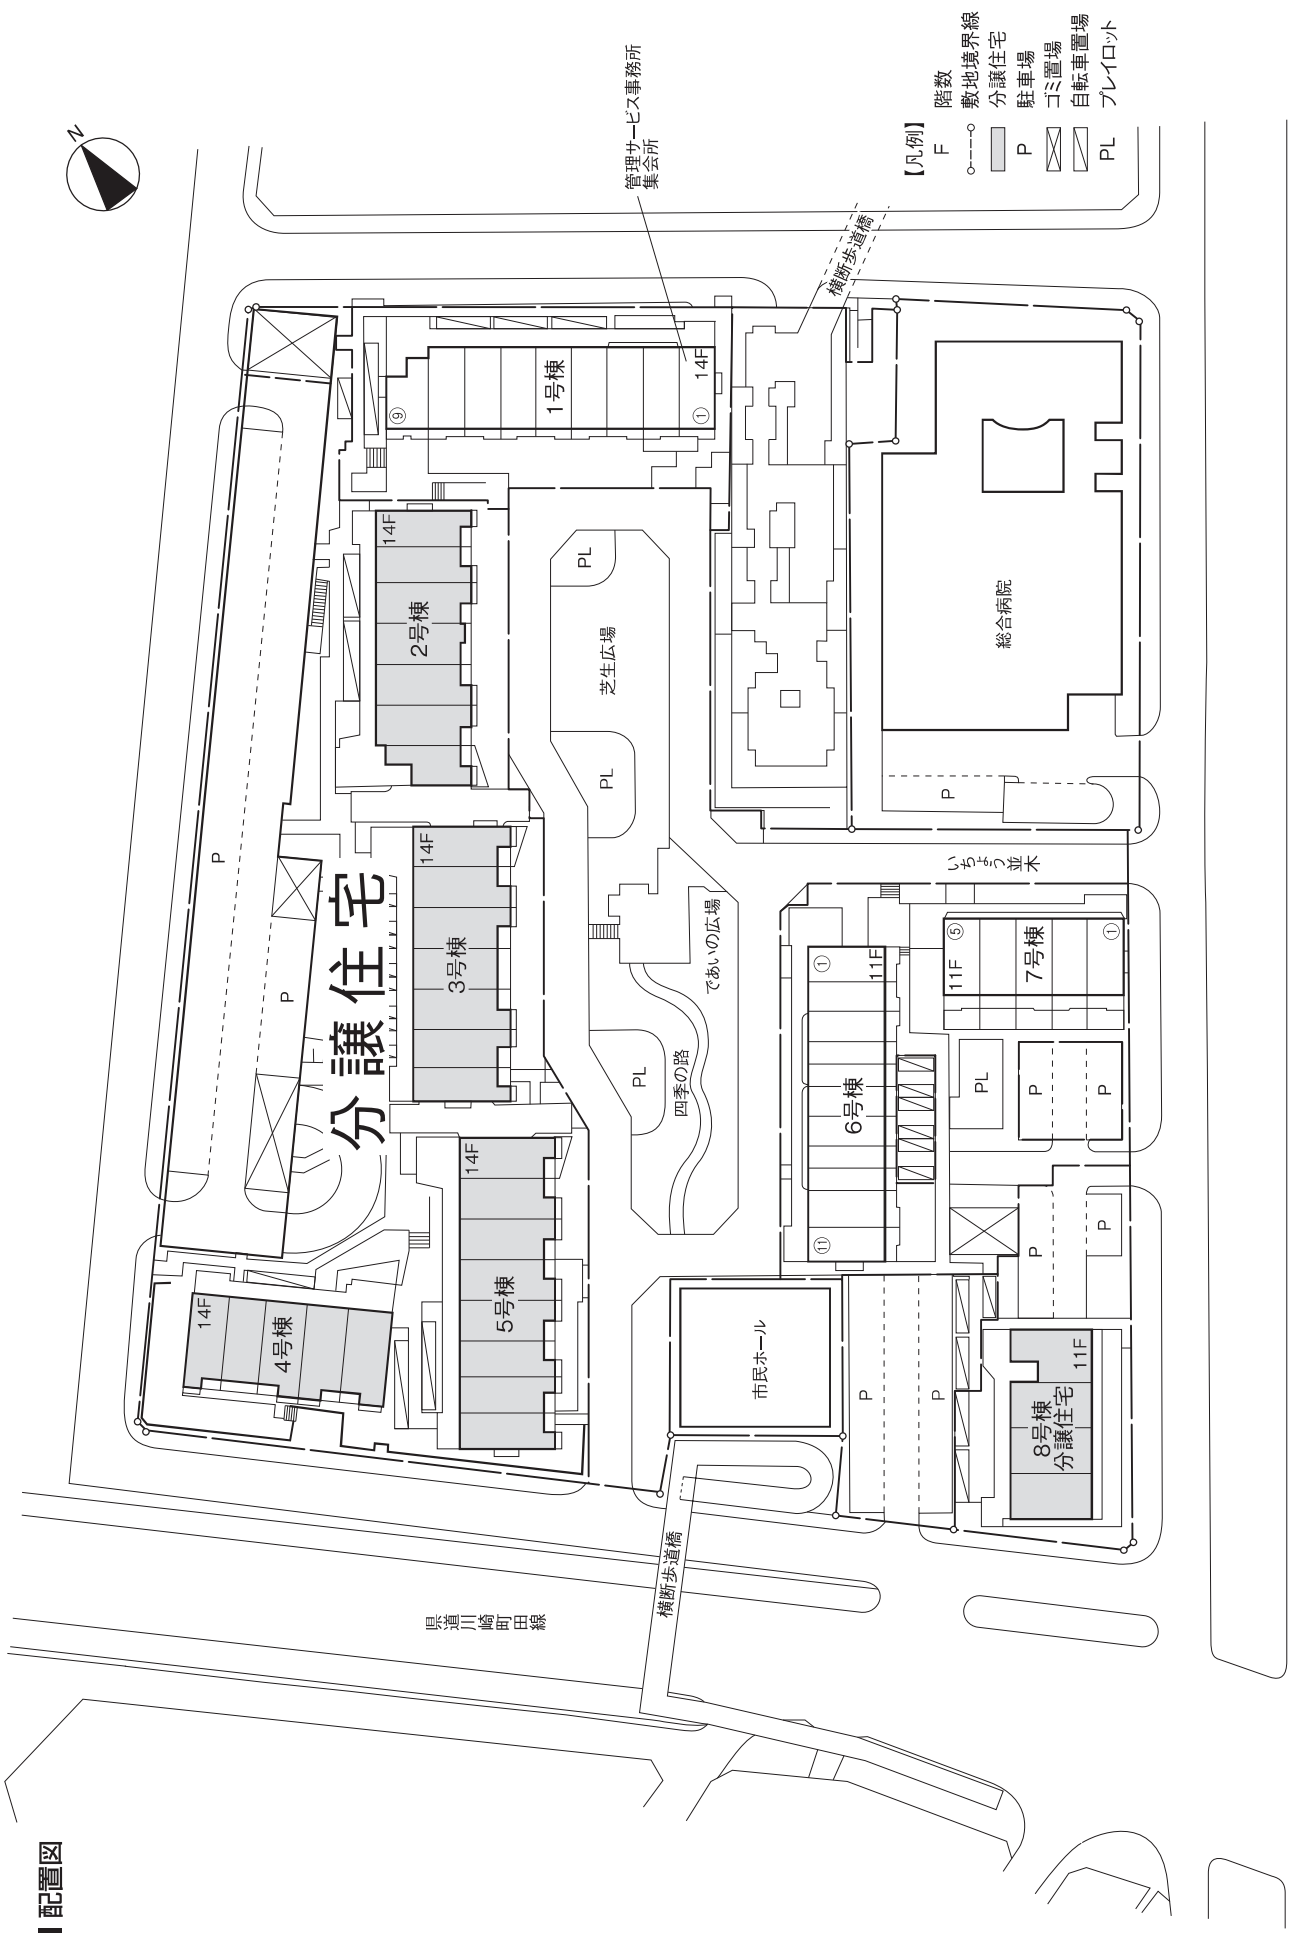 配置図
N
【凡例】
F 階数
敷地境界線
分譲住宅
P 駐車場
ゴミ置場
自転車置場
PL プレイロット
管理サービス事務所
集会所
横断歩道橋
県道川崎町田線
横断歩道橋
分譲住宅
P
P
4号棟
14F
5号棟
14F
3号棟
14F
2号棟
14F
1号棟
14F
⑨
①
PL
芝生広場
PL
であいの広場
PL
四季の路
市民ホール
6号棟
11F
①
⑪
いちょう並木
総合病院
P
7号棟
11F
⑤
①
PL
P
P
P
P
P
P
8号棟
分譲住宅
11F